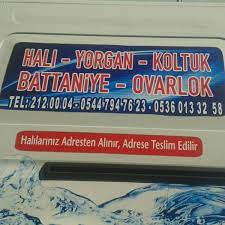 HALI - YORGAN - KOLTUK
BATTANİYE - OVARLOK
TEL: 212 00 04 - 0544 794 76 23 - 0536 013 32 58
Halılarınız Adresten Alınır, Adrese Teslim Edilir